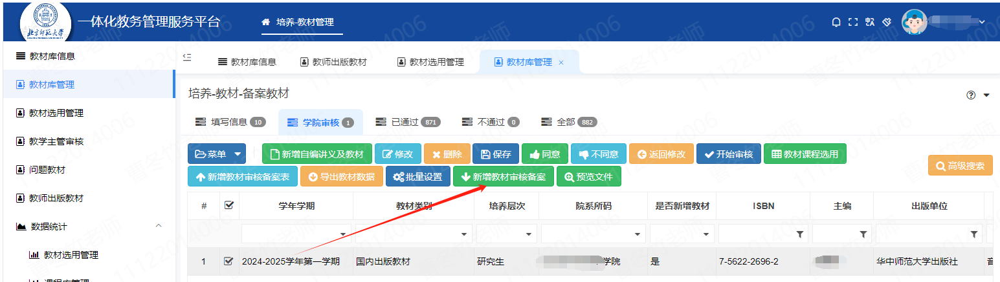 北京师范大学
BEIJING NORMAL UNIVERSITY
一体化教务管理服务平台
培养-教材管理
教材库信息
教材库管理
教材选用管理
教学主管审核
问题教材
教师出版教材
数据统计
教材选用管理
教材库信息 教师出版教材 教材选用管理 教材库管理 ×
培养-教材-备案教材
填写信息 10 学院审核 1 已通过 871 不通过 0 全部 882
菜单 新增自编讲义及教材 修改 删除 保存 同意 不同意 返回修改 开始审核 教材课程选用
高级搜索
新增教材审核备案表 导出教材数据 批量设置 新增教材审核备案 预览文件
# 学年学期 教材类别 培养层次 院系所码 是否新增教材 ISBN 主编 出版单位
1 2024-2025学年第一学期 国内出版教材 研究生 学院 是 7-5622-2696-2 华中师范大学出版社
曹冬竹老师
11122014006